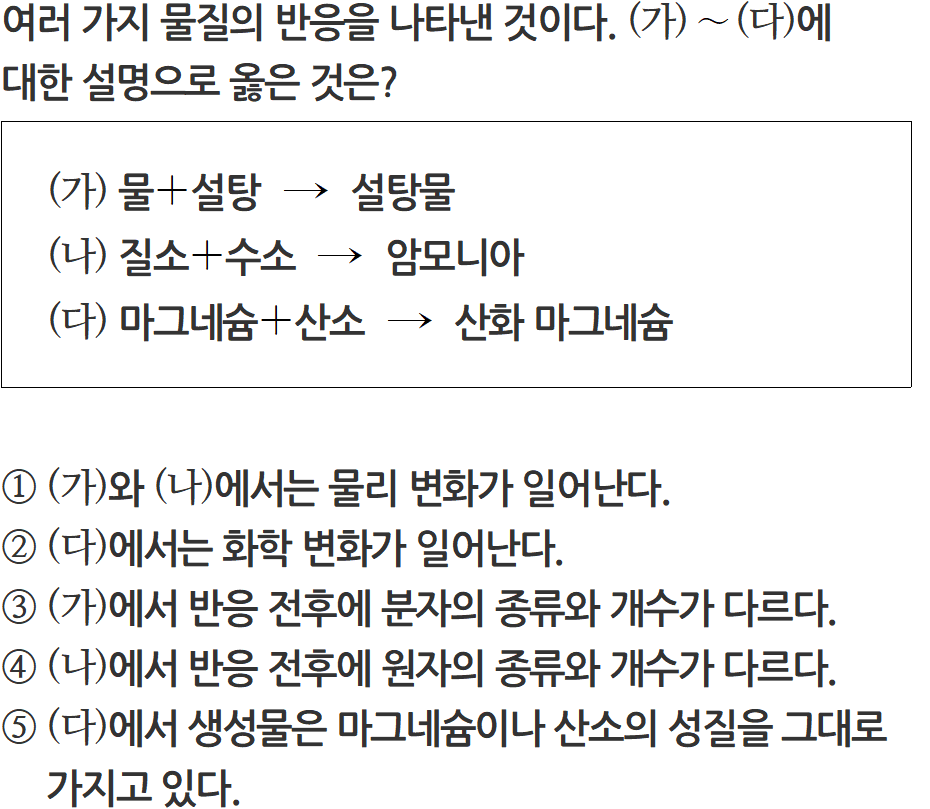 여러 가지 물질의 반응을 나타낸 것이다. (가) ~ (다)에
대한 설명으로 옳은 것은?
(가) 물+설탕 → 설탕물
(나) 질소+수소 → 암모니아
(다) 마그네슘+산소 → 산화 마그네슘
① (가)와 (나)에서는 물리 변화가 일어난다.
② (다)에서는 화학 변화가 일어난다.
③ (가)에서 반응 전후에 분자의 종류와 개수가 다르다.
④ (나)에서 반응 전후에 원자의 종류와 개수가 다르다.
⑤ (다)에서 생성물은 마그네슘이나 산소의 성질을 그대로
가지고 있다.